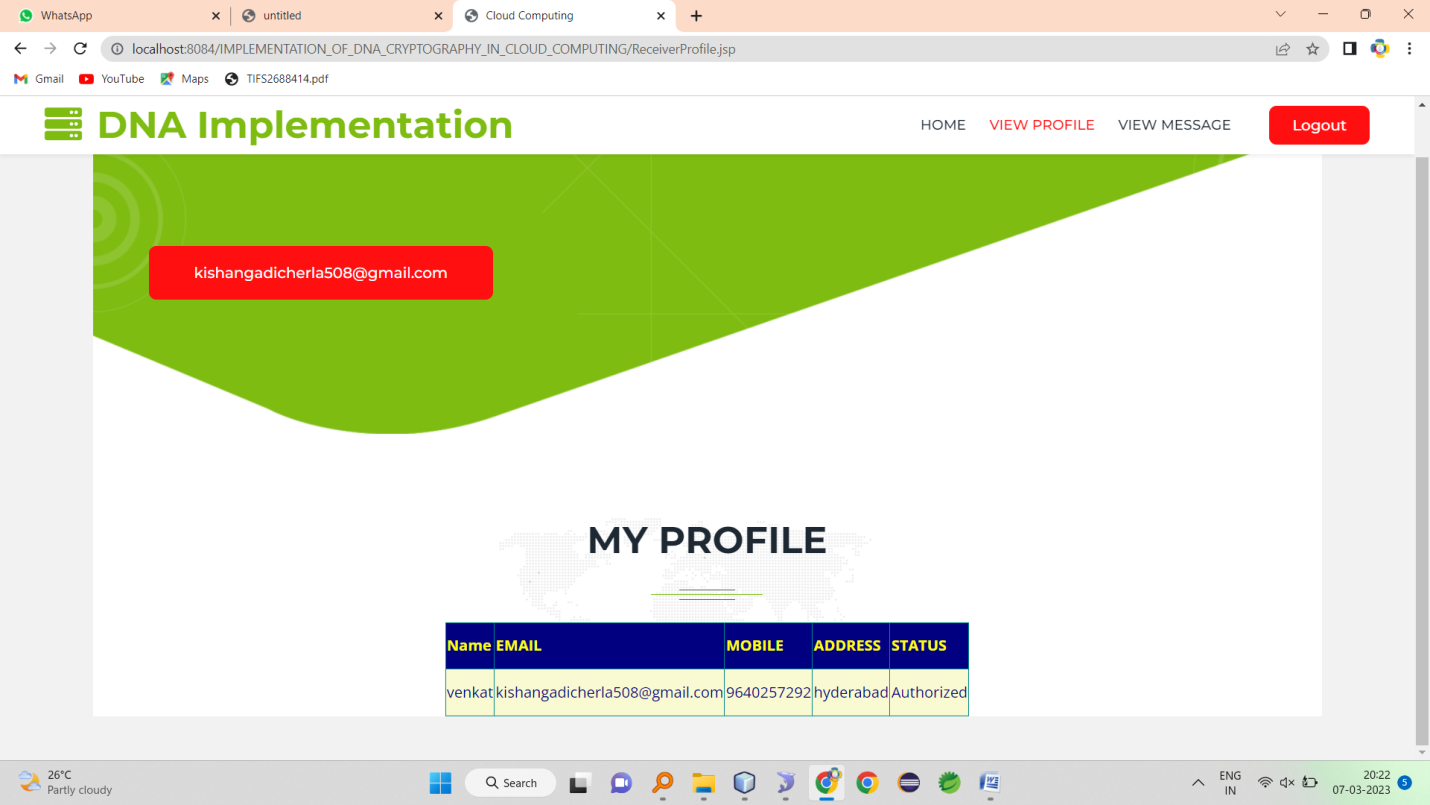 WhatsApp untitled Cloud Computing
localhost:8084/IMPLEMENTATION_OF_DNA_CRYPTOGRAPHY_IN_CLOUD_COMPUTING/ReceiverProfile.jsp
Gmail YouTube Maps TIFS2688414.pdf
DNA Implementation HOME VIEW PROFILE VIEW MESSAGE Logout
kishangadicherla508@gmail.com
MY PROFILE
Name EMAIL MOBILE ADDRESS STATUS
venkat kishangadicherla508@gmail.com 9640257292 hyderabad Authorized
26°C
Partly cloudy
Search
ENG
IN
20:22
07-03-2023
5